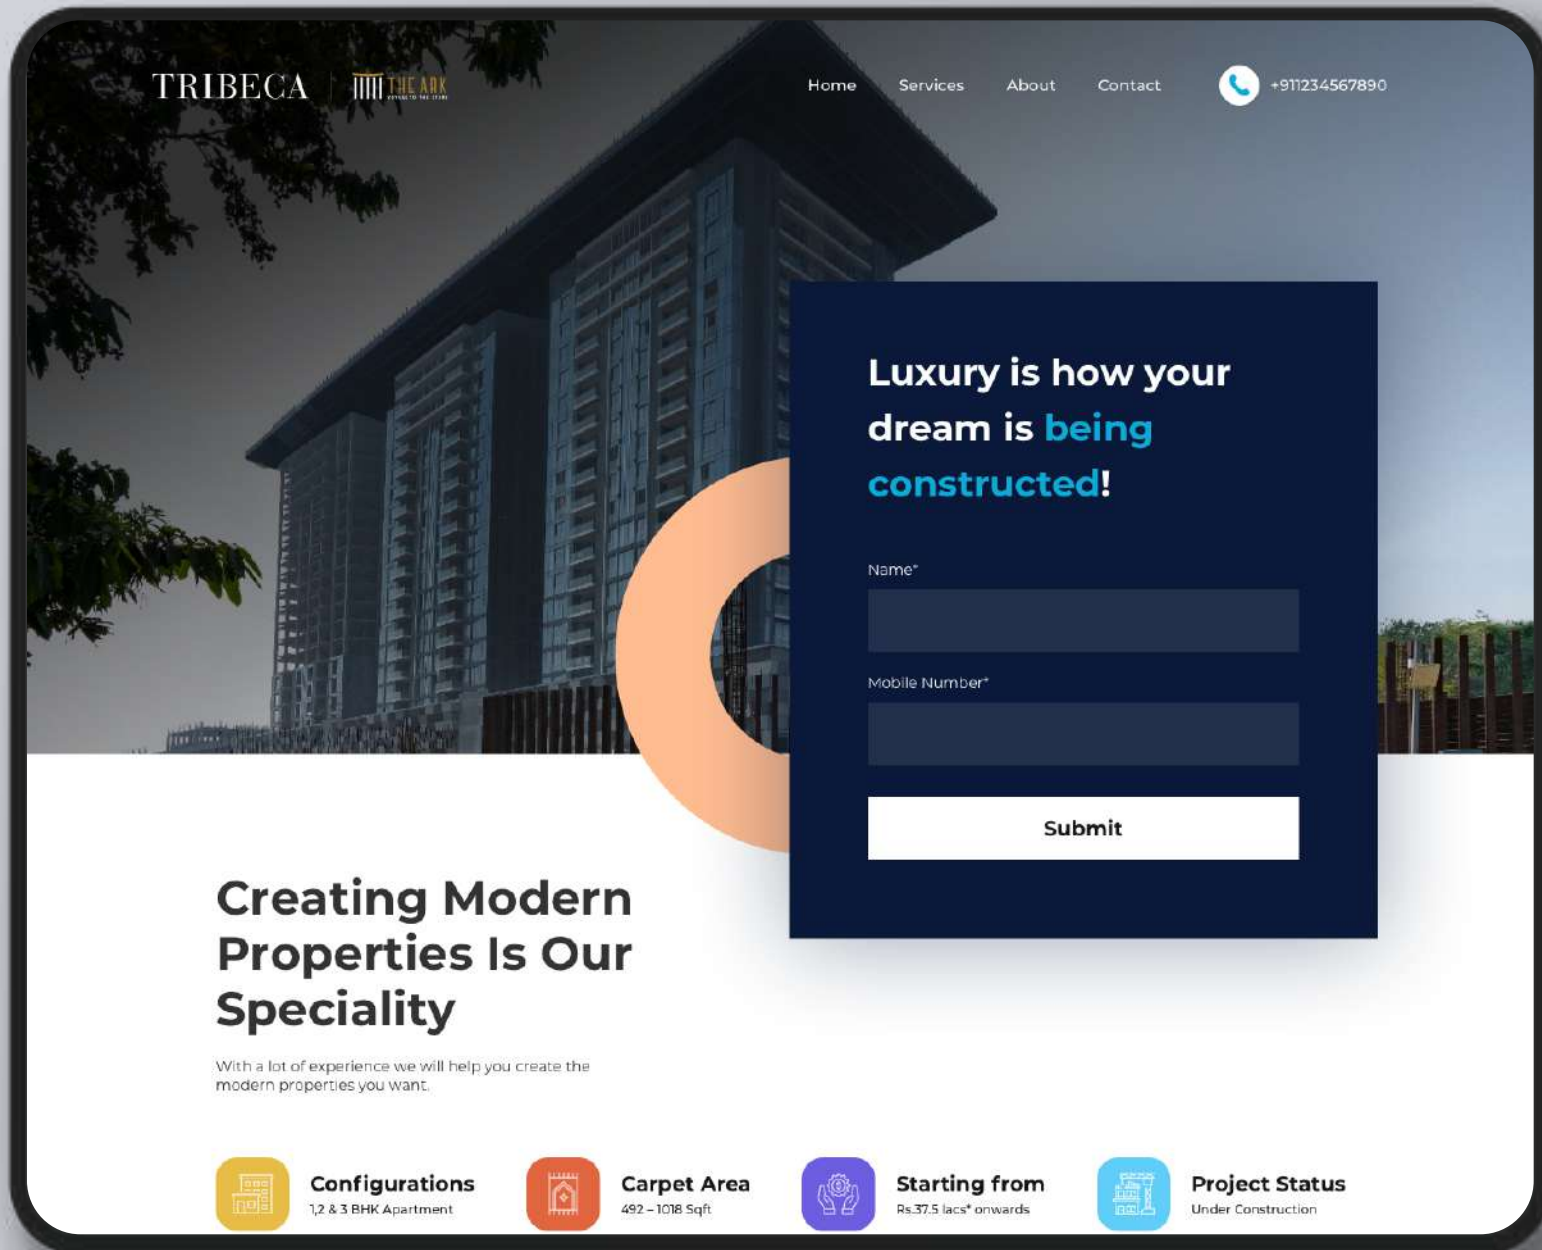 TRIBECA
THE ARK
Home Services About Contact +911234567890
Luxury is how your
dream is being
constructed!
Name*
Mobile Number*
Submit
Creating Modern
Properties Is Our
Speciality
With a lot of experience we will help you create the
modern properties you want.
Configurations
1,2 & 3 BHK Apartment
Carpet Area
492 – 1018 Sqft
Starting from
Rs.37.5 lacs* onwards
Project Status
Under Construction